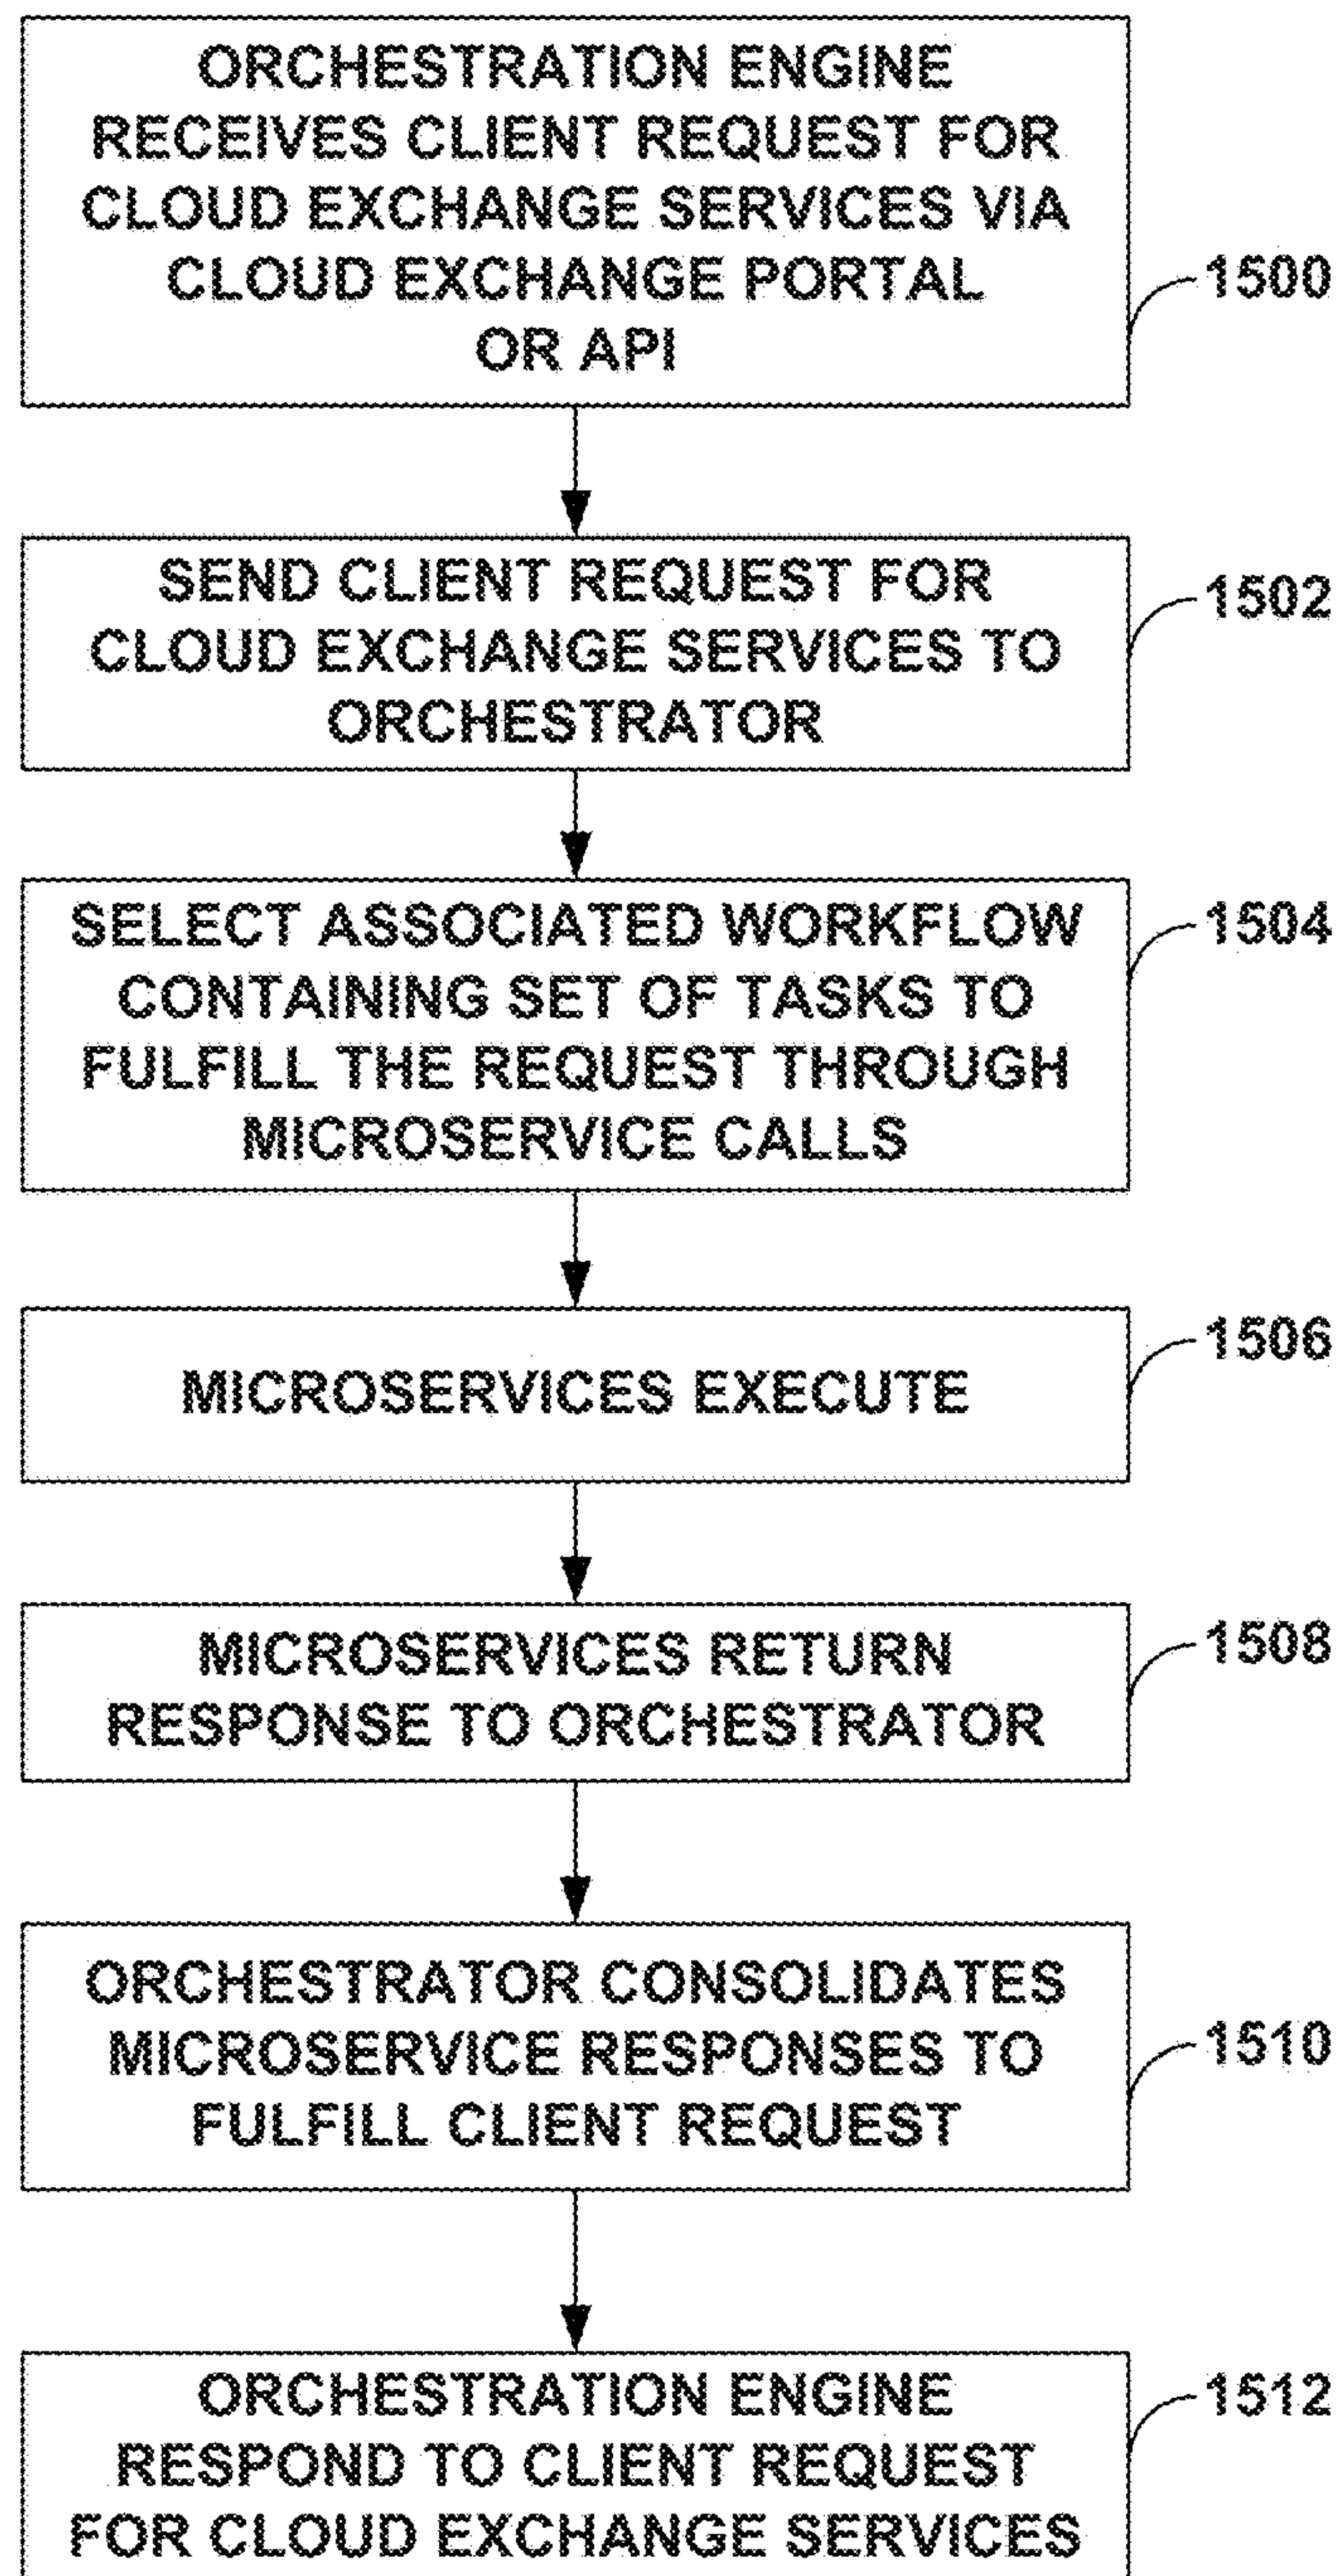 ORCHESTRATION ENGINE
RECEIVES CLIENT REQUEST FOR
CLOUD EXCHANGE SERVICES VIA
CLOUD EXCHANGE PORTAL
OR API
1500
SEND CLIENT REQUEST FOR
CLOUD EXCHANGE SERVICES TO
ORCHESTRATOR
1502
SELECT ASSOCIATED WORKFLOW
CONTAINING SET OF TASKS TO
FULFILL THE REQUEST THROUGH
MICROSERVICE CALLS
1504
MICROSERVICES EXECUTE
1506
MICROSERVICES RETURN
RESPONSE TO ORCHESTRATOR
1508
ORCHESTRATOR CONSOLIDATES
MICROSERVICE RESPONSES TO
FULFILL CLIENT REQUEST
1510
ORCHESTRATION ENGINE
RESPOND TO CLIENT REQUEST
FOR CLOUD EXCHANGE SERVICES
1512